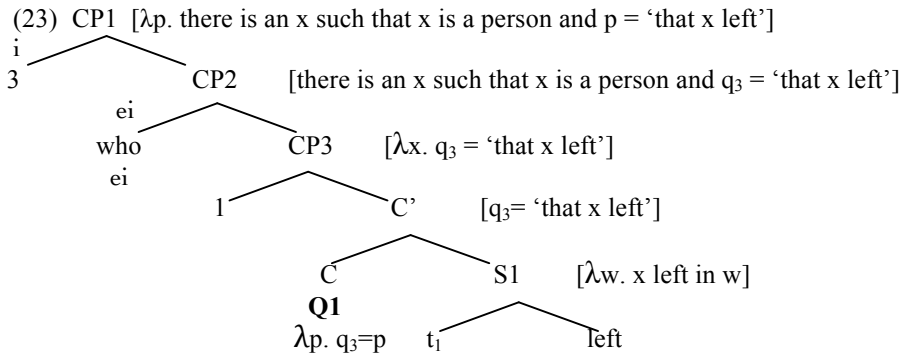 (23) CP1 [λp. there is an x such that x is a person and p = ‘that x left’]
i
3 CP2 [there is an x such that x is a person and q₃ = ‘that x left’]
ei
who CP3 [λx. q₃ = ‘that x left’]
ei
1 C’ [q₃= ‘that x left’]
C S1 [λw. x left in w]
Q1
λp. q₃=p t₁ left